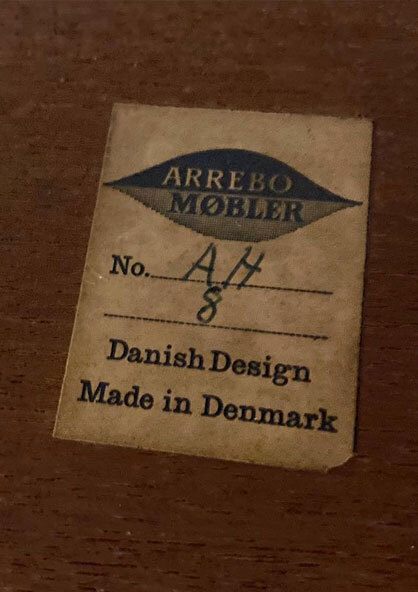 ARREBO
MØBLER
No. AH
8
Danish Design
Made in Denmark